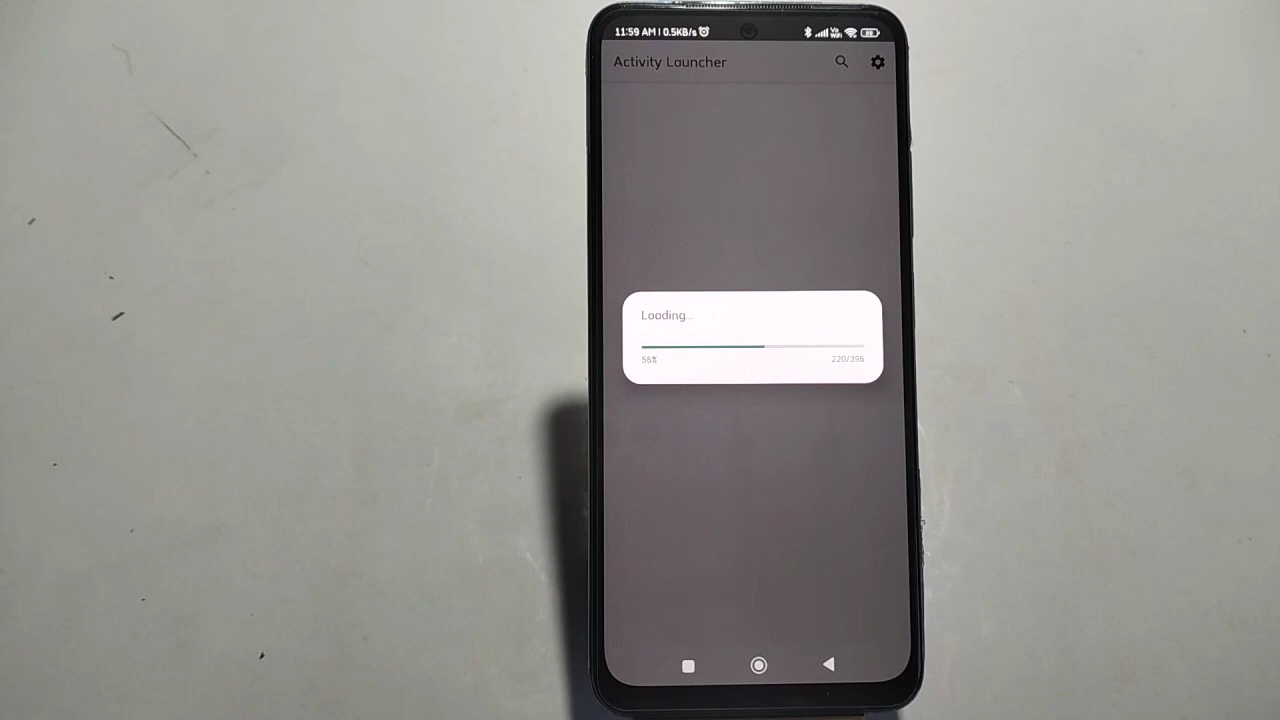 11:59 AM | 0.5KB/s
Activity Launcher
Loading...
56%
220/396